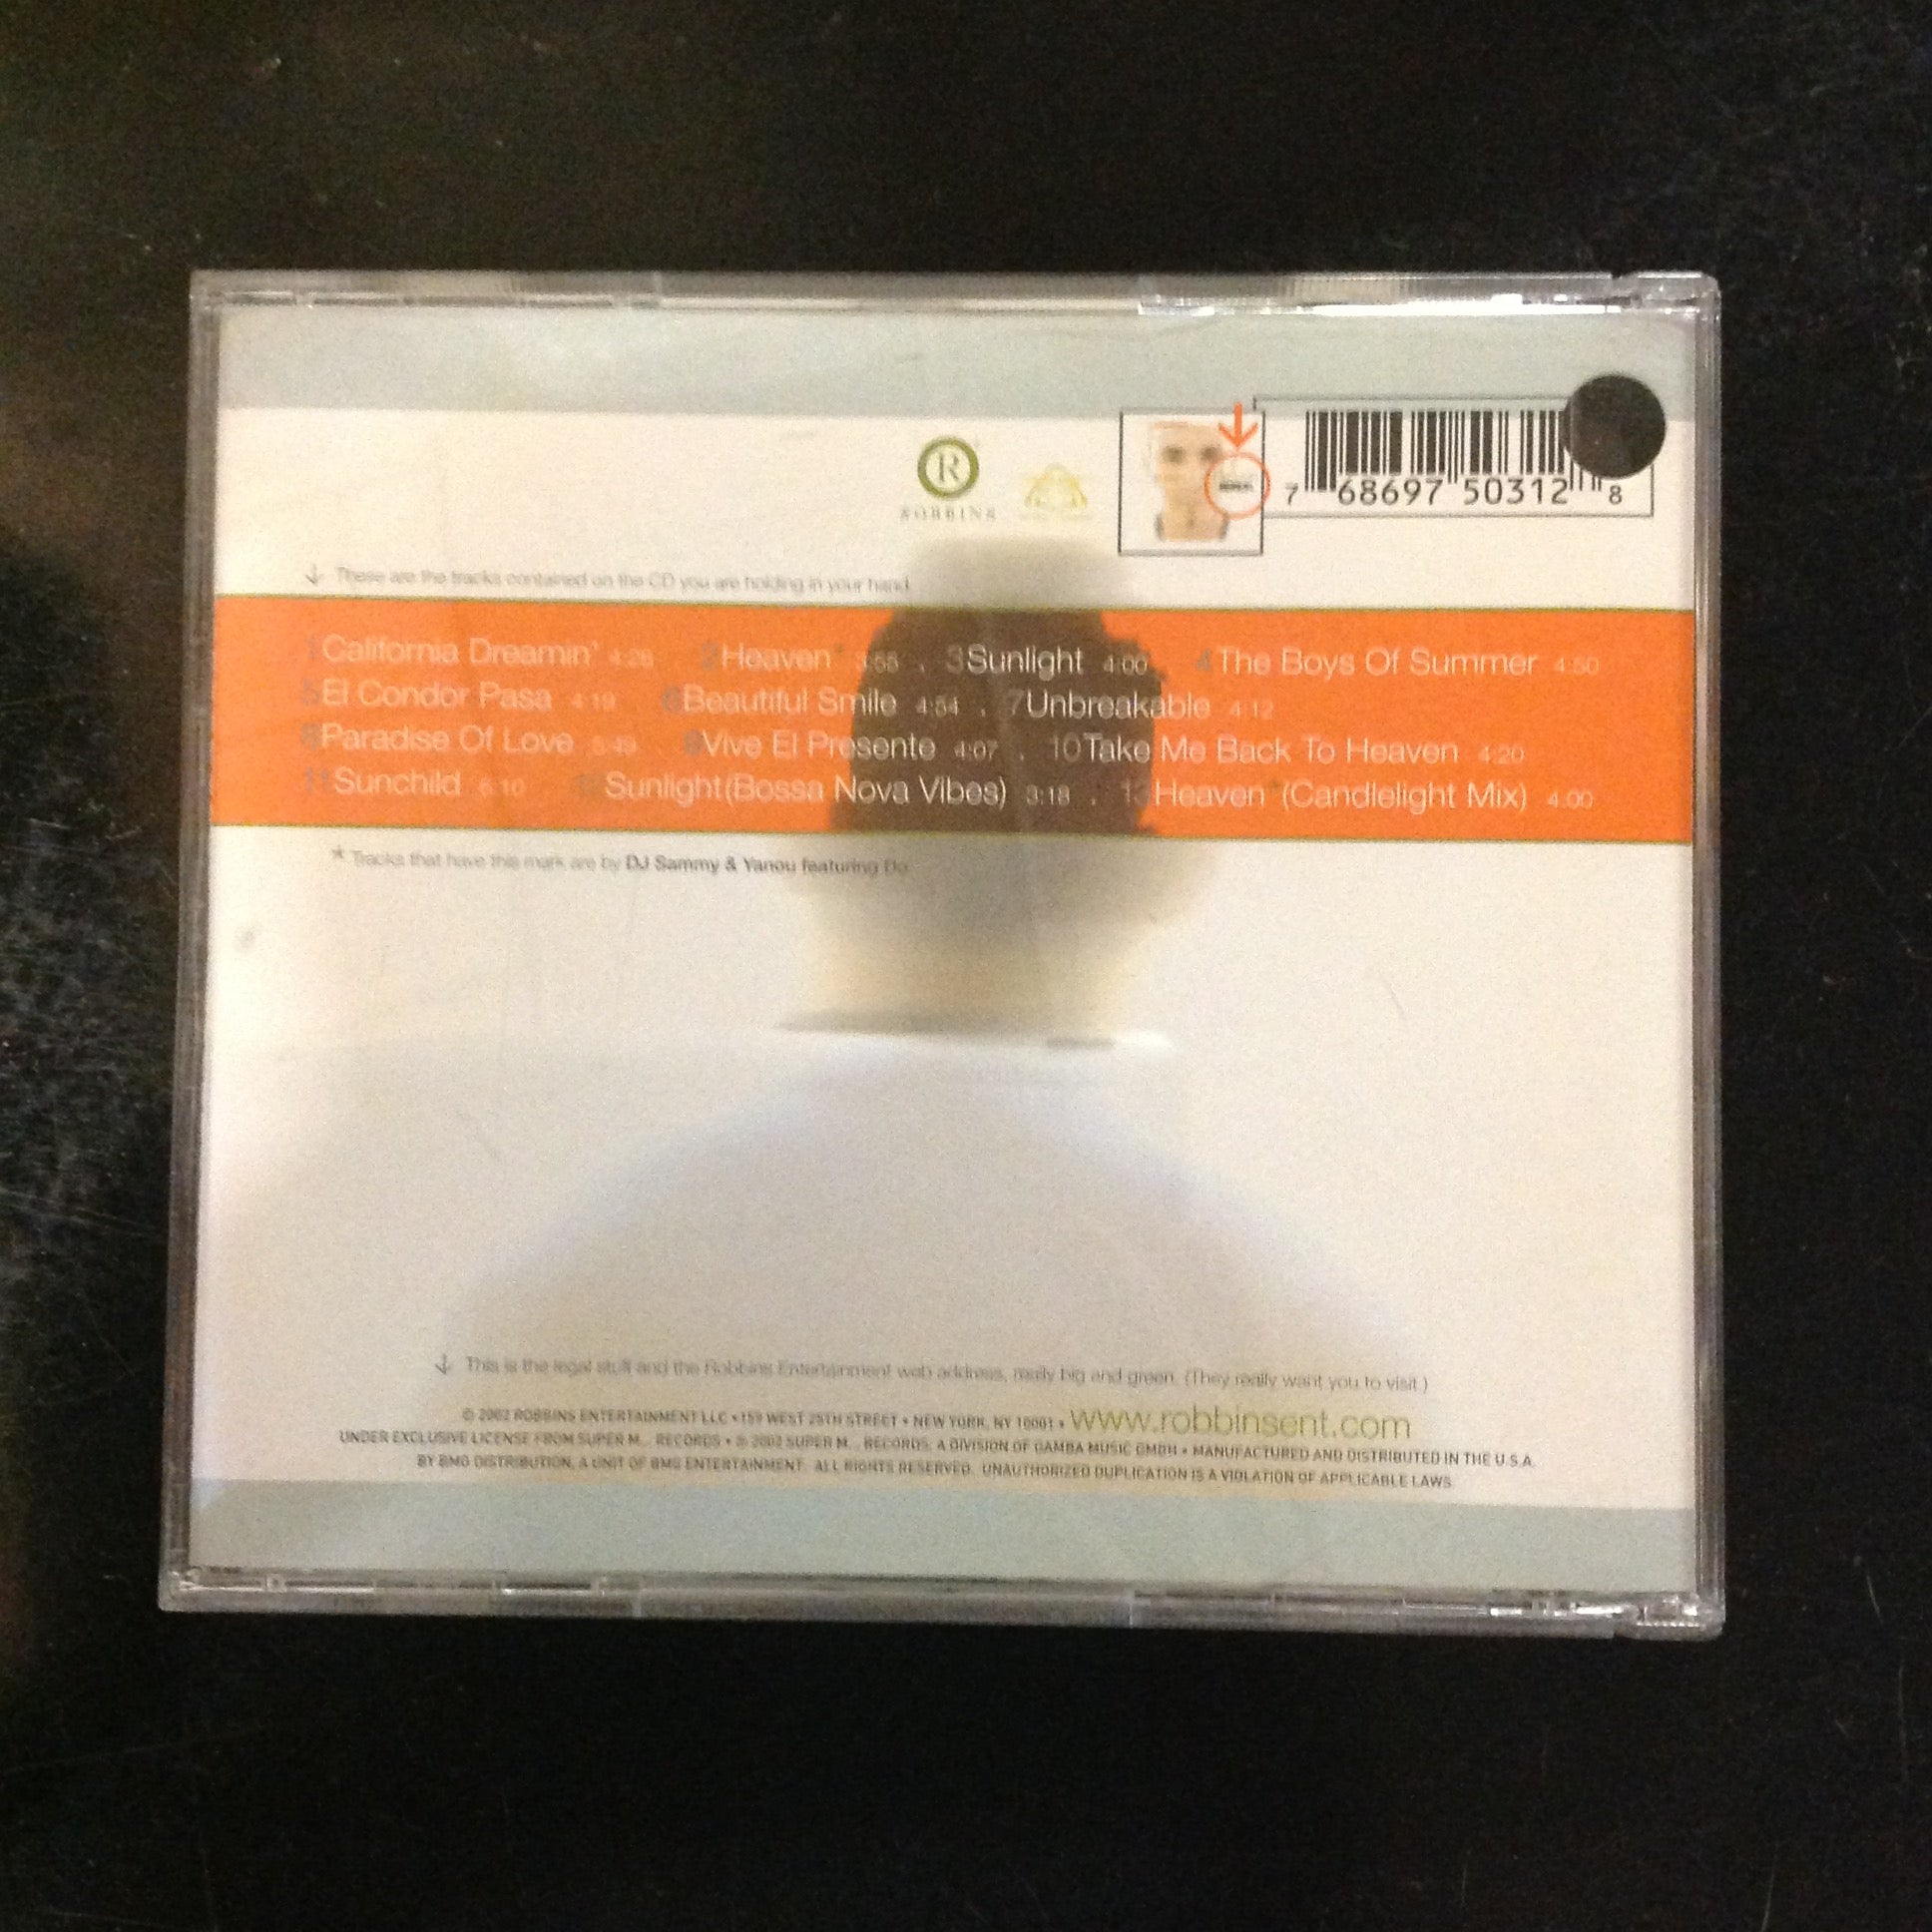 R
ROBBINS
7 68697 50312 8
These are the tracks contained on the CD you are holding in your hand.
1 California Dreamin' 4:26 2 Heaven* 3:55 . 3 Sunlight 4:00 . 4 The Boys Of Summer 4:50
5 El Condor Pasa 4:19 6 Beautiful Smile 4:54 . 7 Unbreakable 4:12
8 Paradise Of Love 5:49 9 Vive El Presente 4:07 . 10 Take Me Back To Heaven 4:20
11 Sunchild 6:10 12 Sunlight(Bossa Nova Vibes) 3:18 . 13 Heaven* (Candlelight Mix) 4:00
* Tracks that have this mark are by DJ Sammy & Yanou featuring Do
This is the legal stuff and the Robbins Entertainment web address, really big and green. (They really want you to visit.)
© 2002 ROBBINS ENTERTAINMENT LLC • 159 WEST 25TH STREET • NEW YORK, NY 10001 • www.robbinsent.com
UNDER EXCLUSIVE LICENSE FROM SUPER M... RECORDS • ℗ 2002 SUPER M... RECORDS, A DIVISION OF GAMBA MUSIC GMBH • MANUFACTURED AND DISTRIBUTED IN THE U.S.A.
BY BMG DISTRIBUTION, A UNIT OF BMG ENTERTAINMENT. ALL RIGHTS RESERVED. UNAUTHORIZED DUPLICATION IS A VIOLATION OF APPLICABLE LAWS.